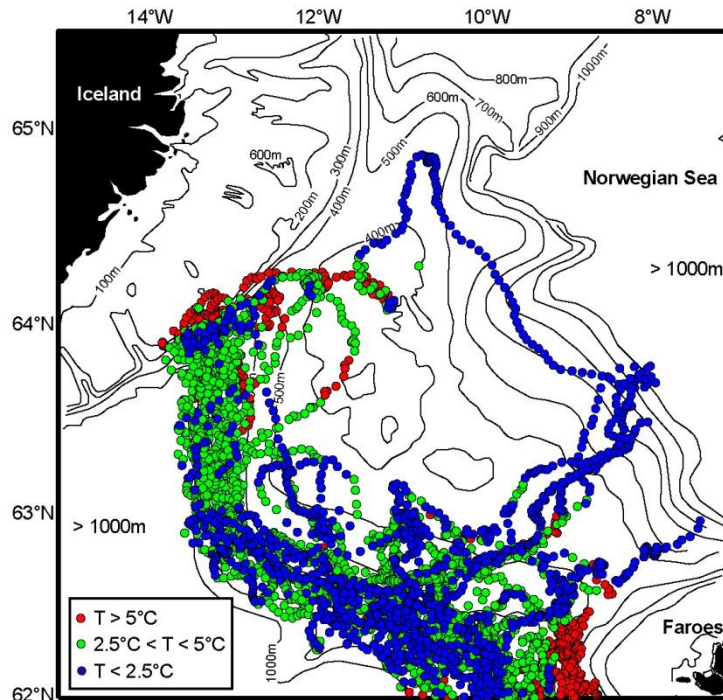 14°W 12°W 10°W 8°W
800m
1000m
Iceland
600m
700m
65°N
900m
300m
500m
600m
Norwegian Sea
200m
400m
400m
> 1000m
100m
64°N
500m
63°N
> 1000m
T > 5°C
2.5°C < T < 5°C
Faroes
T < 2.5°C
1000m
62°N